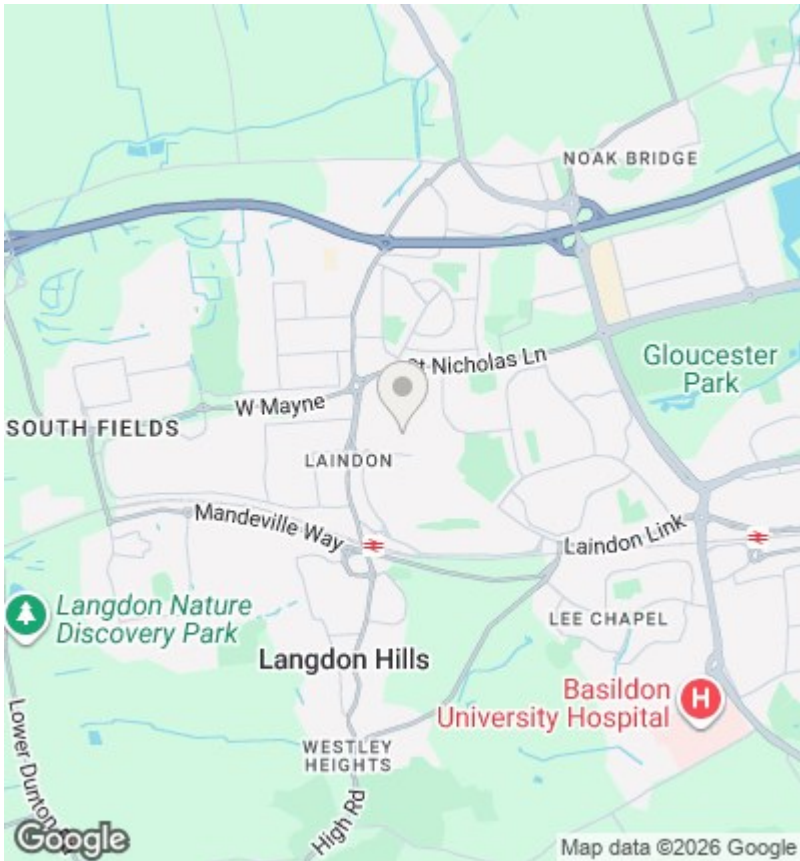 NOAK BRIDGE
St Nicholas Ln
Gloucester
Park
W Mayne
SOUTH FIELDS
LAINDON
Mandeville Way
Laindon Link
Langdon Nature
Discovery Park
LEE CHAPEL
Langdon Hills
Basildon
University Hospital
H
WESTLEY
HEIGHTS
Lower Dunton
High Rd
Google
Map data ©2026 Google